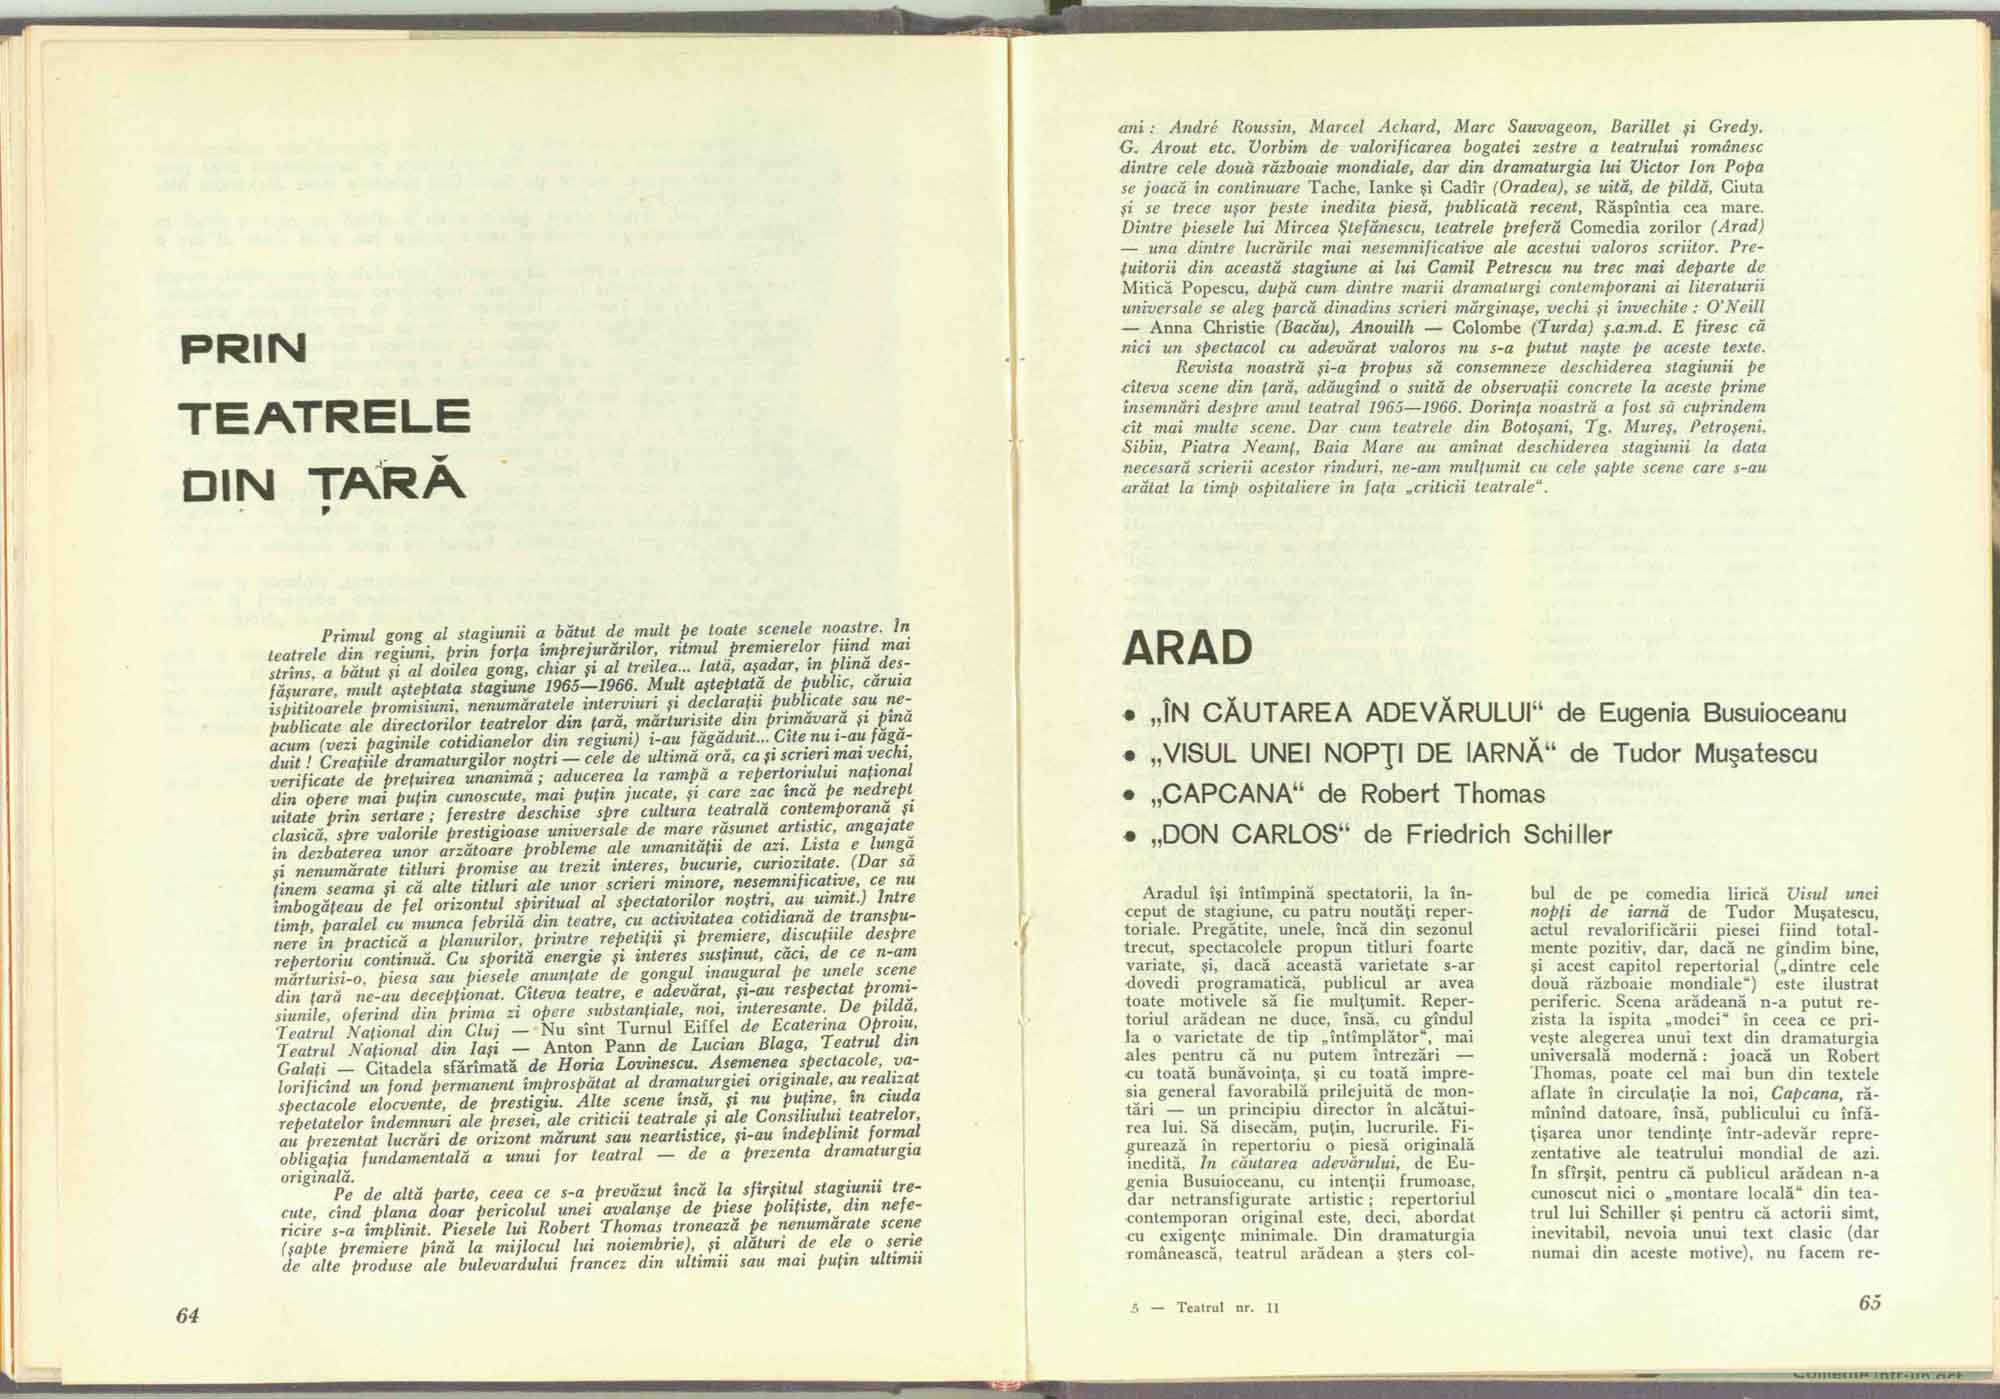 PRIN
TEATRELE
DIN ȚARĂ
Primul gong al stagiunii a bătut de mult pe toate scenele noastre. În
teatrele din regiuni, prin forța împrejurărilor, ritmul premierelor fiind mai
strîns, a bătut și al doilea gong, chiar și al treilea... Iată, așadar, în plină des-
fășurare, mult așteptata stagiune 1965—1966. Mult așteptată de public, căruia
ispititoarele promisiuni, nenumăratele interviuri și declarații publicate sau ne-
publicate ale directorilor teatrelor din țară, mărturisite din primăvară și pînă
acum (vezi paginile cotidianelor din regiuni) i-au făgăduit... Cîte nu i-au făgă-
duit ! Creațiile dramaturgilor noștri — cele de ultimă oră, ca și scrieri mai vechi,
verificate de prețuirea unanimă ; aducerea la rampă a repertoriului național
din opere mai puțin cunoscute, mai puțin jucate, și care zac încă pe nedrept
uitate prin sertare ; ferestre deschise spre cultura teatrală contemporană și
clasică, spre valorile prestigioase universale de mare răsunet artistic, angajate
în dezbaterea unor arzătoare probleme ale umanității de azi. Lista e lungă
și nenumărate titluri promise au trezit interes, bucurie, curiozitate. (Dar să
ținem seama și că alte titluri ale unor scrieri minore, nesemnificative, ce nu
îmbogățeau de fel orizontul spiritual al spectatorilor noștri, au uimit.) Între
timp, paralel cu munca febrilă din teatre, cu activitatea cotidiană de transpu-
nere în practică a planurilor, printre repetiții și premiere, discuțiile despre
repertoriu continuă. Cu sporită energie și interes susținut, căci, de ce n-am
mărturisi-o, piesa sau piesele anunțate de gongul inaugural pe unele scene
din țară ne-au decepționat. Cîteva teatre, e adevărat, și-au respectat promi-
siunile, oferind din prima zi opere substanțiale, noi, interesante. De pildă,
Teatrul Național din Cluj — Nu sînt Turnul Eiffel de Ecaterina Oproiu,
Teatrul Național din Iași — Anton Pann de Lucian Blaga, Teatrul din
Galați — Citadela sfărîmată de Horia Lovinescu. Asemenea spectacole, va-
lorificînd un fond permanent împrospătat al dramaturgiei originale, au realizat
spectacole elocvente, de prestigiu. Alte scene însă, și nu puține, în ciuda
repetatelor îndemnuri ale presei, ale criticii teatrale și ale Consiliului teatrelor,
au prezentat lucrări de orizont mărunt sau neartistice, și-au îndeplinit formal
obligația fundamentală a unui for teatral — de a prezenta dramaturgia
originală.
Pe de altă parte, ceea ce s-a prevăzut încă la sfîrșitul stagiunii tre-
cute, cînd plana doar pericolul unei avalanșe de piese polițiste, din nefe-
ricire s-a împlinit. Piesele lui Robert Thomas tronează pe nenumărate scene
(șapte premiere pînă la mijlocul lui noiembrie), și alături de ele o serie
de alte produse ale bulevardului francez din ultimii sau mai puțin ultimii
64
ani : André Roussin, Marcel Achard, Marc Sauvageon, Barillet și Gredy.
G. Arout etc. Vorbim de valorificarea bogatei zestre a teatrului românesc
dintre cele două războaie mondiale, dar din dramaturgia lui Victor Ion Popa
se joacă în continuare Tache, Ianke și Cadîr (Oradea), se uită, de pildă, Ciuta
și se trece ușor peste inedita piesă, publicată recent, Răspîntia cea mare.
Dintre piesele lui Mircea Ștefănescu, teatrele preferă Comedia zorilor (Arad)
— una dintre lucrările mai nesemnificative ale acestui valoros scriitor. Pre-
țuitorii din această stagiune ai lui Camil Petrescu nu trec mai departe de
Mitică Popescu, după cum dintre marii dramaturgi contemporani ai literaturii
universale se aleg parcă dinadins scrieri mărginașe, vechi și învechite : O'Neill
— Anna Christie (Bacău), Anouilh — Colombe (Turda) ș.a.m.d. E firesc că
nici un spectacol cu adevărat valoros nu s-a putut naște pe aceste texte.
Revista noastră și-a propus să consemneze deschiderea stagiunii pe
cîteva scene din țară, adăugînd o suită de observații concrete la aceste prime
însemnări despre anul teatral 1965—1966. Dorința noastră a fost să cuprindem
cît mai multe scene. Dar cum teatrele din Botoșani, Tg. Mureș, Petroșeni,
Sibiu, Piatra Neamț, Baia Mare au amînat deschiderea stagiunii la data
necesară scrierii acestor rînduri, ne-am mulțumit cu cele șapte scene care s-au
arătat la timp ospitaliere în fața „criticii teatrale“.
ARAD
• „ÎN CĂUTAREA ADEVĂRULUI“ de Eugenia Busuioceanu
• „VISUL UNEI NOPȚI DE IARNĂ“ de Tudor Mușatescu
• „CAPCANA“ de Robert Thomas
• „DON CARLOS“ de Friedrich Schiller
Aradul își întîmpină spectatorii, la în-
ceput de stagiune, cu patru noutăți reper-
toriale. Pregătite, unele, încă din sezonul
trecut, spectacolele propun titluri foarte
variate, și, dacă această varietate s-ar
dovedi programatică, publicul ar avea
toate motivele să fie mulțumit. Reper-
toriul arădean ne duce, însă, cu gîndul
la o varietate de tip „întîmplător“, mai
ales pentru că nu putem întrezări —
cu toată bunăvoința, și cu toată impre-
sia general favorabilă prilejuită de mon-
tări — un principiu director în alcătui-
rea lui. Să disecăm, puțin, lucrurile. Fi-
gurează în repertoriu o piesă originală
inedită, În căutarea adevărului, de Eu-
genia Busuioceanu, cu intenții frumoase,
dar netransfigurate artistic ; repertoriul
contemporan original este, deci, abordat
cu exigențe minimale. Din dramaturgia
românească, teatrul arădean a șters col-
bul de pe comedia lirică Visul unei
nopți de iarnă de Tudor Mușatescu,
actul revalorificării piesei fiind total-
mente pozitiv, dar, dacă ne gîndim bine,
și acest capitol repertorial („dintre cele
două războaie mondiale“) este ilustrat
periferic. Scena arădeană n-a putut re-
zista la ispita „modei“ în ceea ce pri-
vește alegerea unui text din dramaturgia
universală modernă : joacă un Robert
Thomas, poate cel mai bun din textele
aflate în circulație la noi, Capcana, ră-
mînînd datoare, însă, publicului cu înfă-
țișarea unor tendințe într-adevăr repre-
zentative ale teatrului mondial de azi.
În sfîrșit, pentru că publicul arădean n-a
cunoscut nici o „montare locală“ din tea-
trul lui Schiller și pentru că actorii simt,
inevitabil, nevoia unui text clasic (dar
numai din aceste motive), nu facem re-
5 — Teatrul nr. 11
65